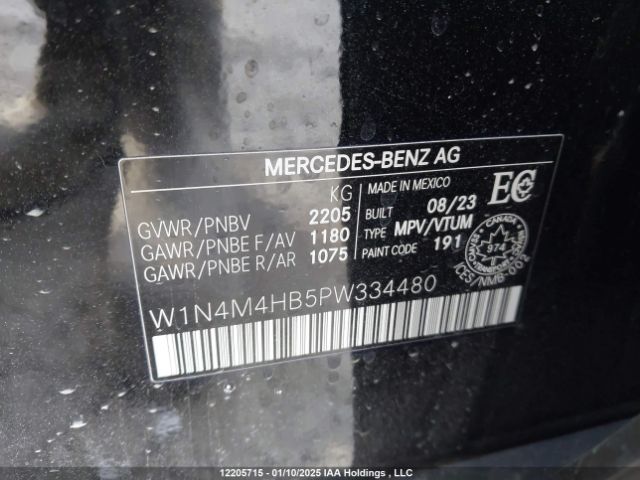 MERCEDES-BENZ AG
KG
GVWR/PNBV 2205
GAWR/PNBE F/AV 1180
GAWR/PNBE R/AR 1075
MADE IN MEXICO
BUILT 08/23
TYPE MPV/VTUM
PAINT CODE 191
EC
CANADA
974
TRANSPORT
ICES/NMB-002
W1N4M4HB5PW334480
12205715 - 01/10/2025 IAA Holdings , LLC